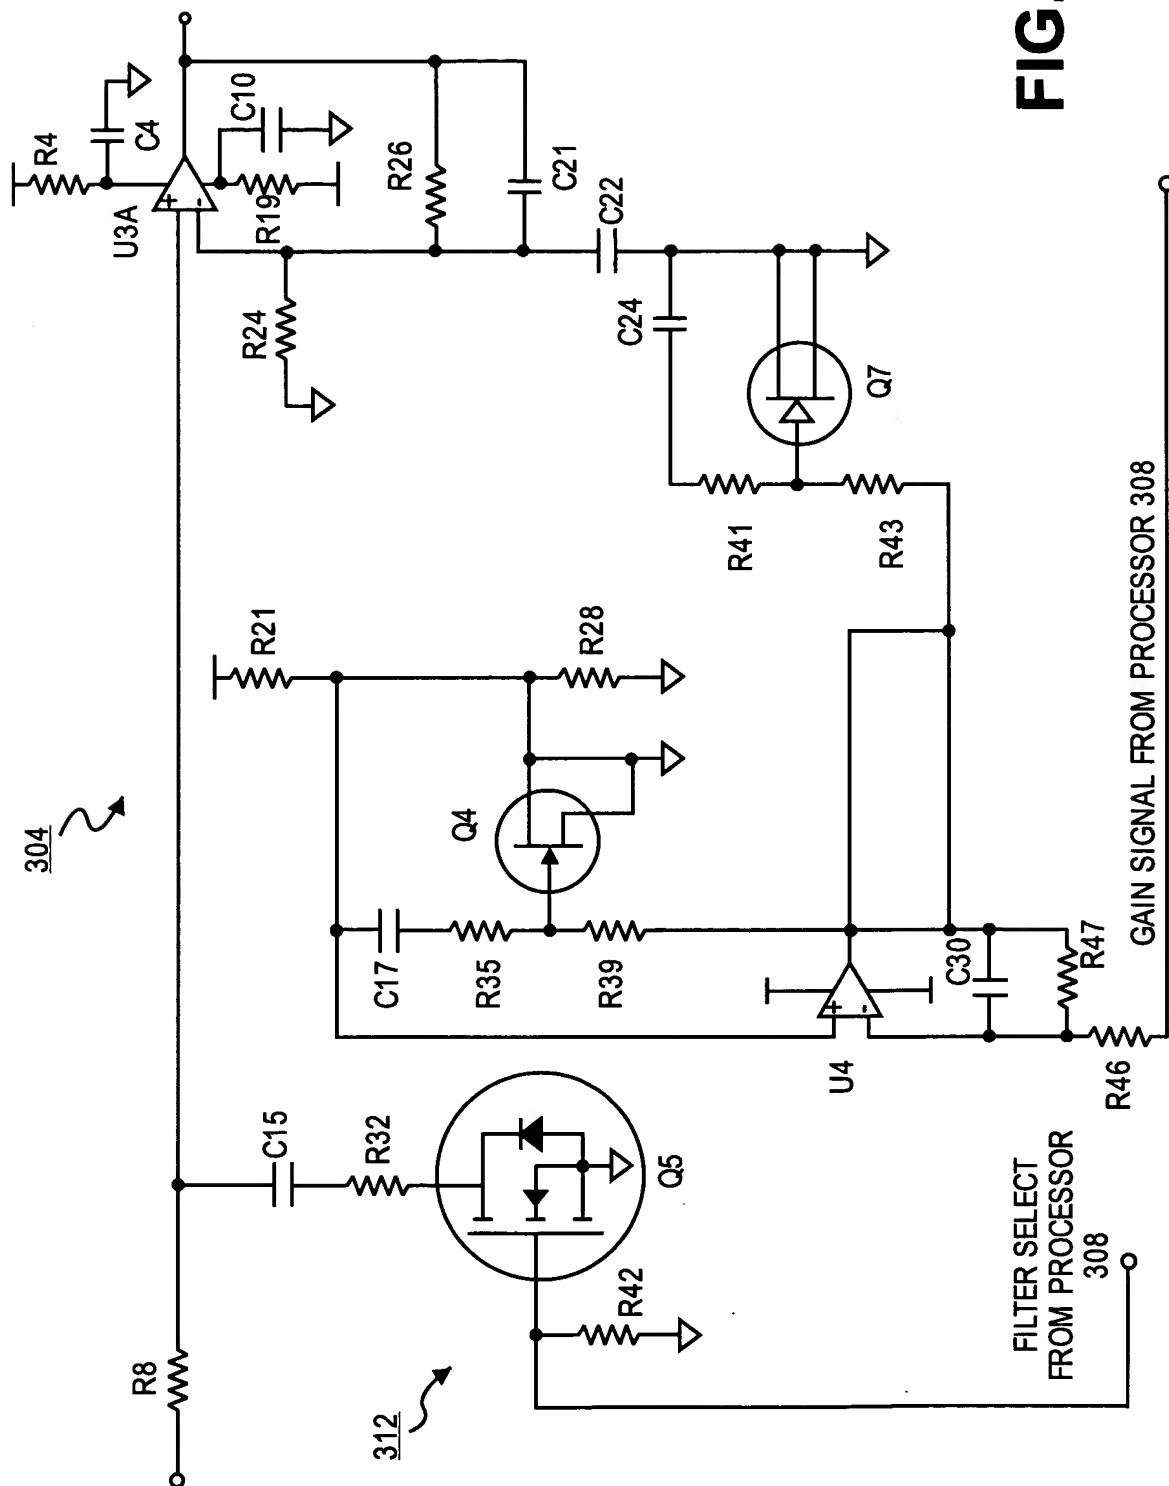 FIG.
304
312
R4
C4
U3A
C10
R19
R26
C21
R24
C22
C24
R21
R28
Q4
Q7
R41
R43
C17
R35
R39
U4
C30
R47
R46
R8
C15
R32
Q5
R42
FILTER SELECT
FROM PROCESSOR
308
GAIN SIGNAL FROM PROCESSOR 308
+
-
+
-